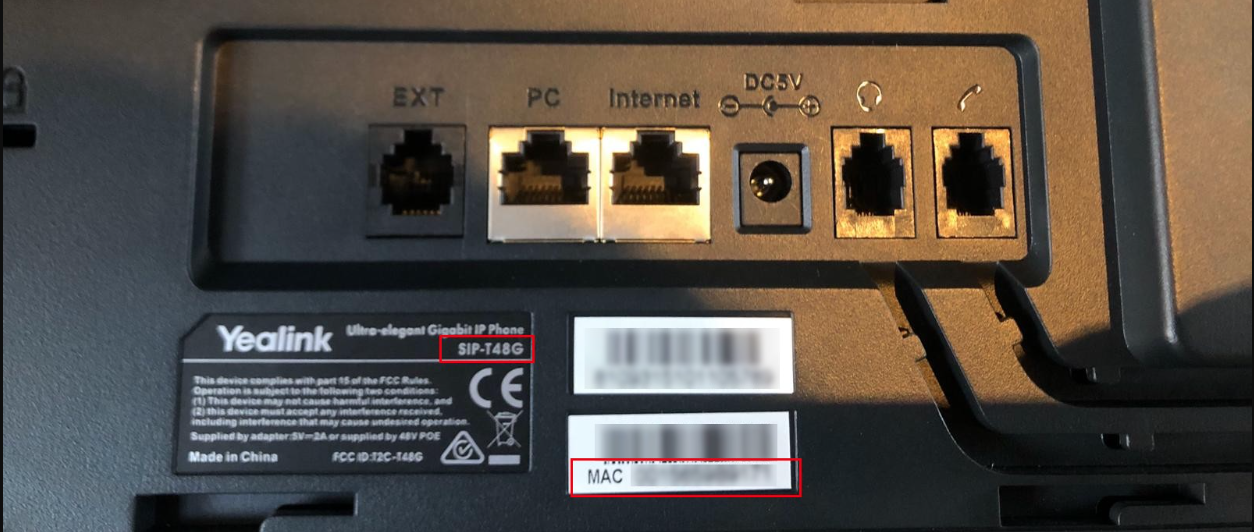 EXT PC Internet DC5V
Yealink Ultra-elegant Gigabit IP Phone
SIP-T48G
This device complies with part 15 of the FCC Rules.
Operation is subject to the following two conditions:
(1) This device may not cause harmful interference, and
(2) this device must accept any interference received,
including interference that may cause undesired operation.
Supplied by adapter:5V⎓2A or supplied by 48V POE
Made in China FCC ID:T2C-T48G
CE
MAC